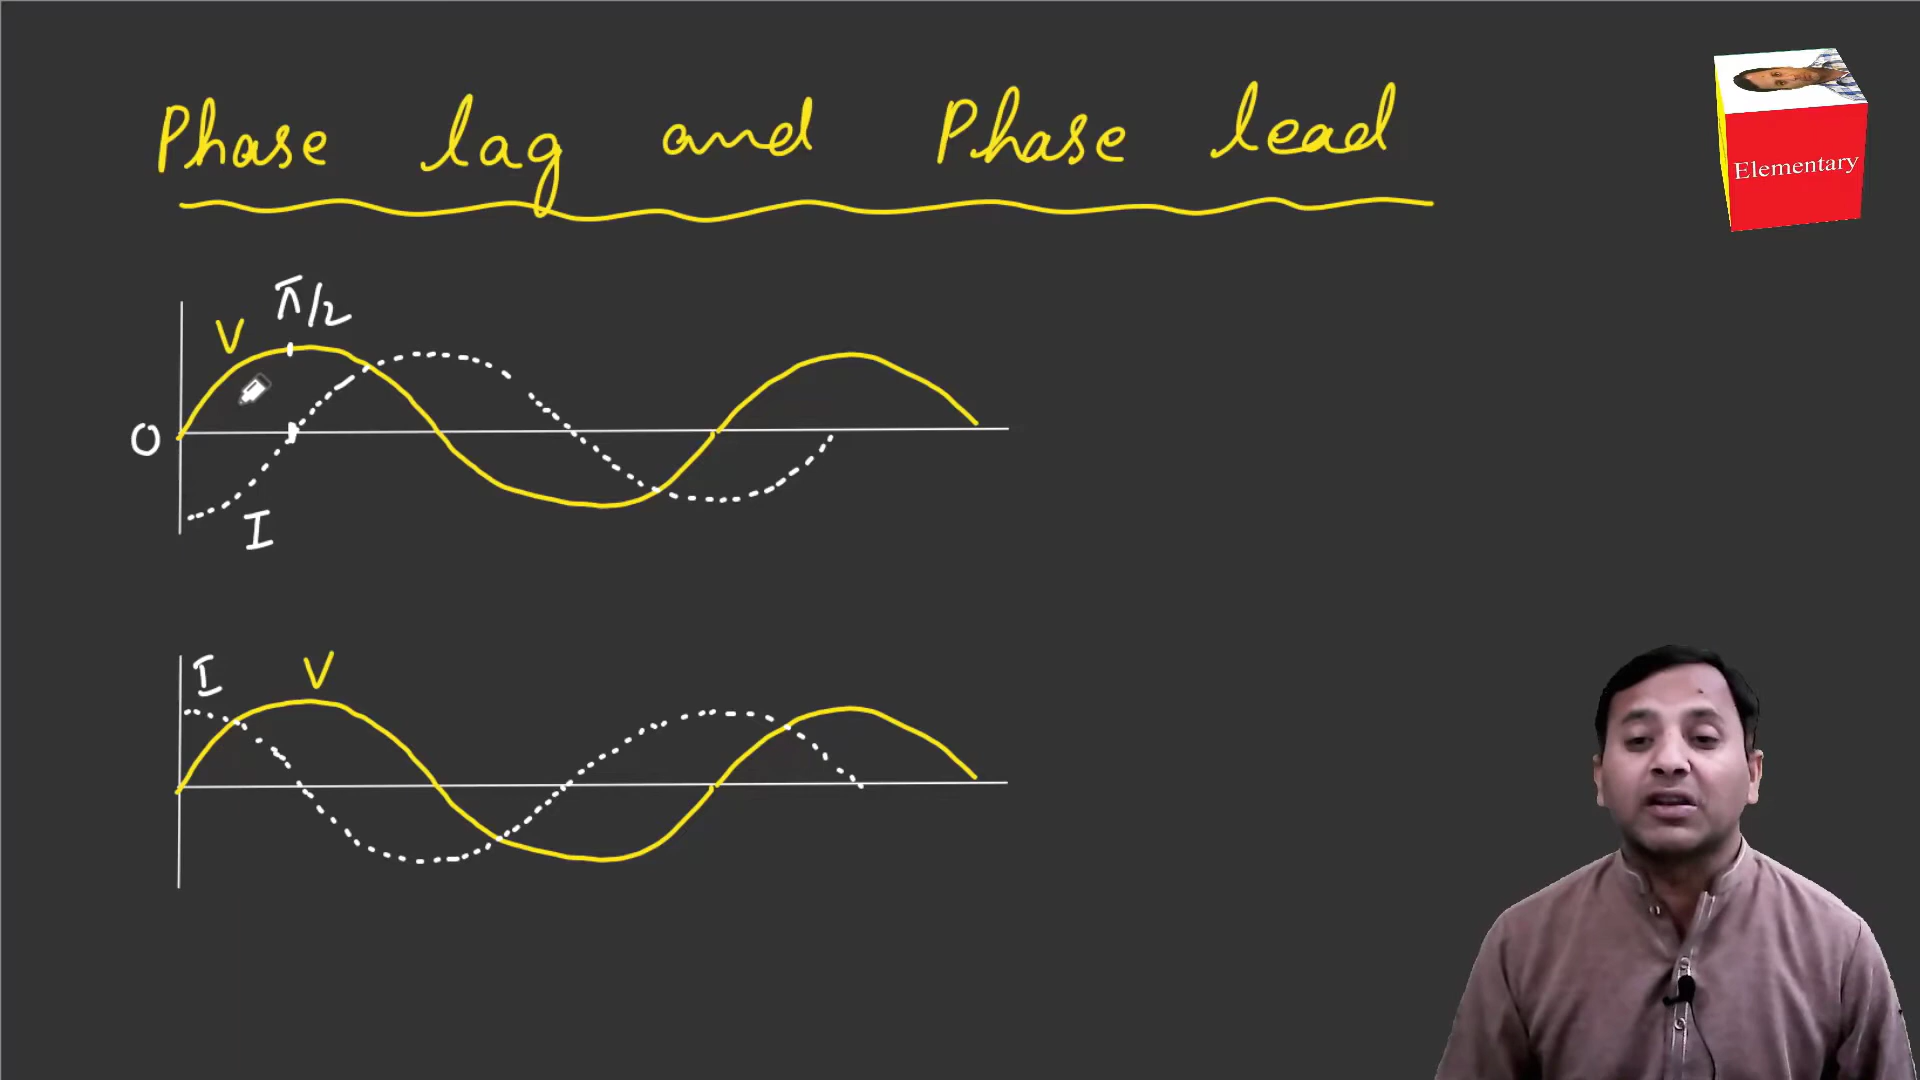 Phase lag and Phase lead
Elementary
π/2
V
O
I
I
V